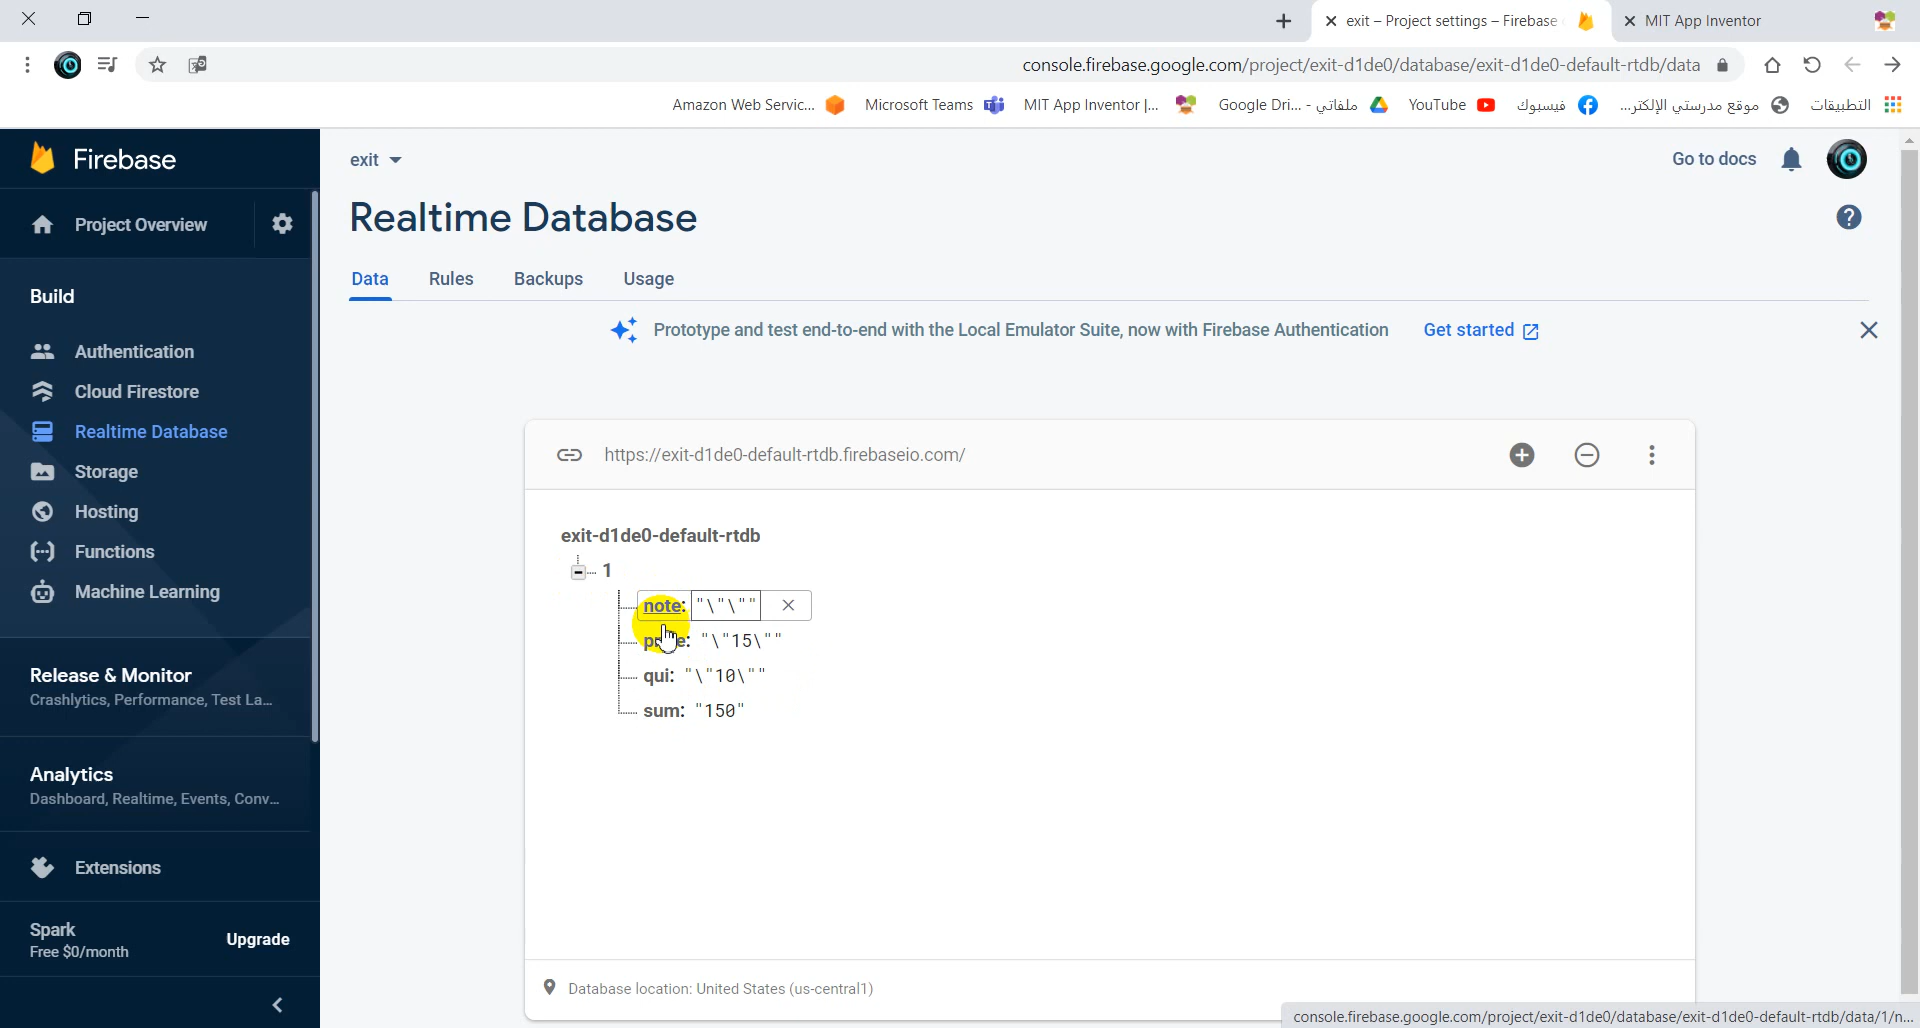 exit – Project settings – Firebase
MIT App Inventor
console.firebase.google.com/project/exit-d1de0/database/exit-d1de0-default-rtdb/data
Amazon Web Servic...
Microsoft Teams
MIT App Inventor |...
Google Dri... - ملفاتي
YouTube
فيسبوك
موقع مدرستي الإلكتر...
التطبيقات
Firebase
exit
Go to docs
Project Overview
Realtime Database
Data
Rules
Backups
Usage
Build
Prototype and test end-to-end with the Local Emulator Suite, now with Firebase Authentication
Get started
Authentication
Cloud Firestore
Realtime Database
Storage
Hosting
Functions
Machine Learning
https://exit-d1de0-default-rtdb.firebaseio.com/
exit-d1de0-default-rtdb
1
note: "\"\""
"\"15\""
qui: "\"10\""
sum: "150"
Release & Monitor
Crashlytics, Performance, Test La...
Analytics
Dashboard, Realtime, Events, Conv...
Extensions
Spark
Free $0/month
Upgrade
Database location: United States (us-central1)
console.firebase.google.com/project/exit-d1de0/database/exit-d1de0-default-rtdb/data/1/n...